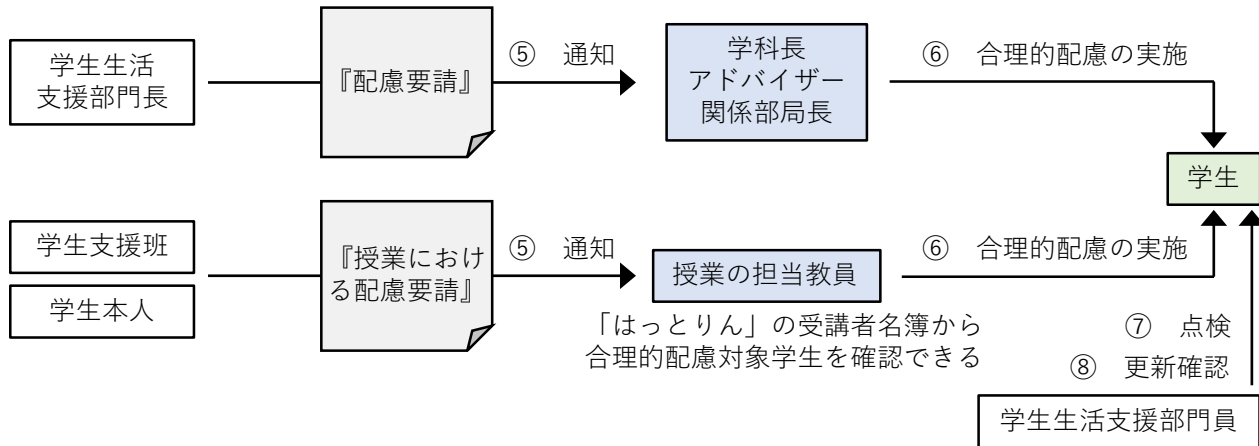 学生生活
支援部門長
『配慮要請』
⑤ 通知
学科長
アドバイザー
関係部局長
⑥ 合理的配慮の実施
学生
学生支援班
学生本人
『授業におけ
る配慮要請』
⑤ 通知
授業の担当教員
「はっとりん」の受講者名簿から
合理的配慮対象学生を確認できる
⑥ 合理的配慮の実施
⑦ 点検
⑧ 更新確認
学生生活支援部門員